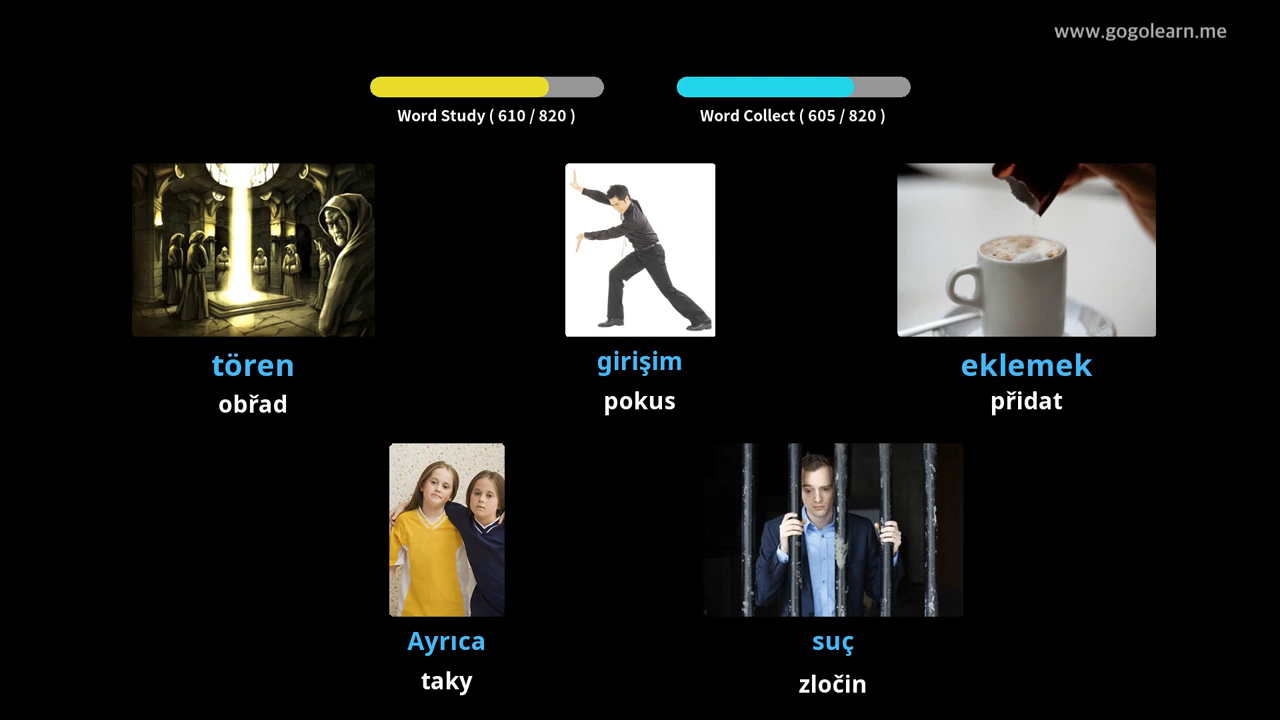 www.gogolearn.me
Word Study ( 610 / 820 )
Word Collect ( 605 / 820 )
tören
girişim
eklemek
obřad
pokus
přidat
Ayrıca
suç
taky
zločin